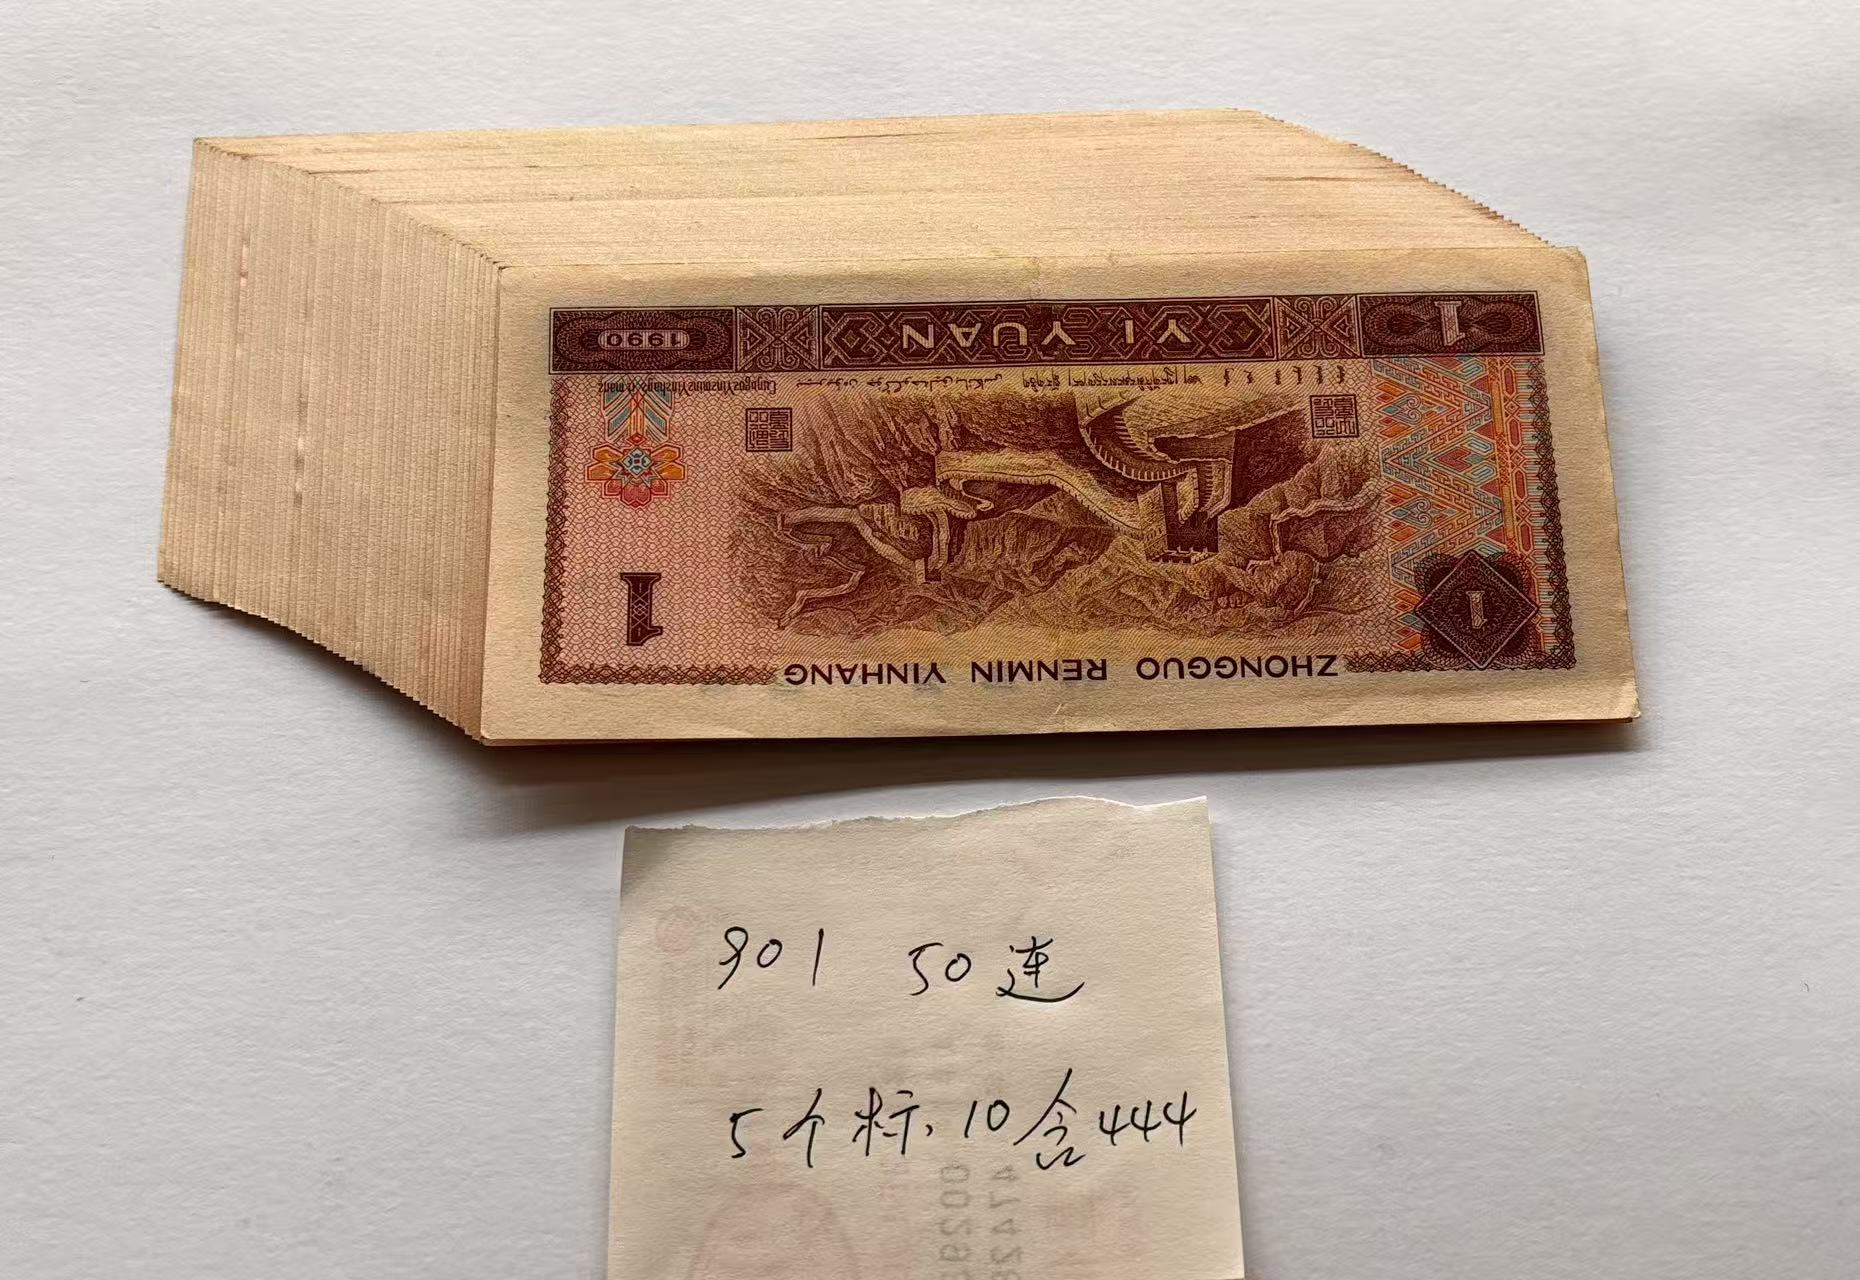 1990
YI YUAN
1
1
1
ZHONGGUO RENMIN YINHANG
901 50连
5个标、10含444